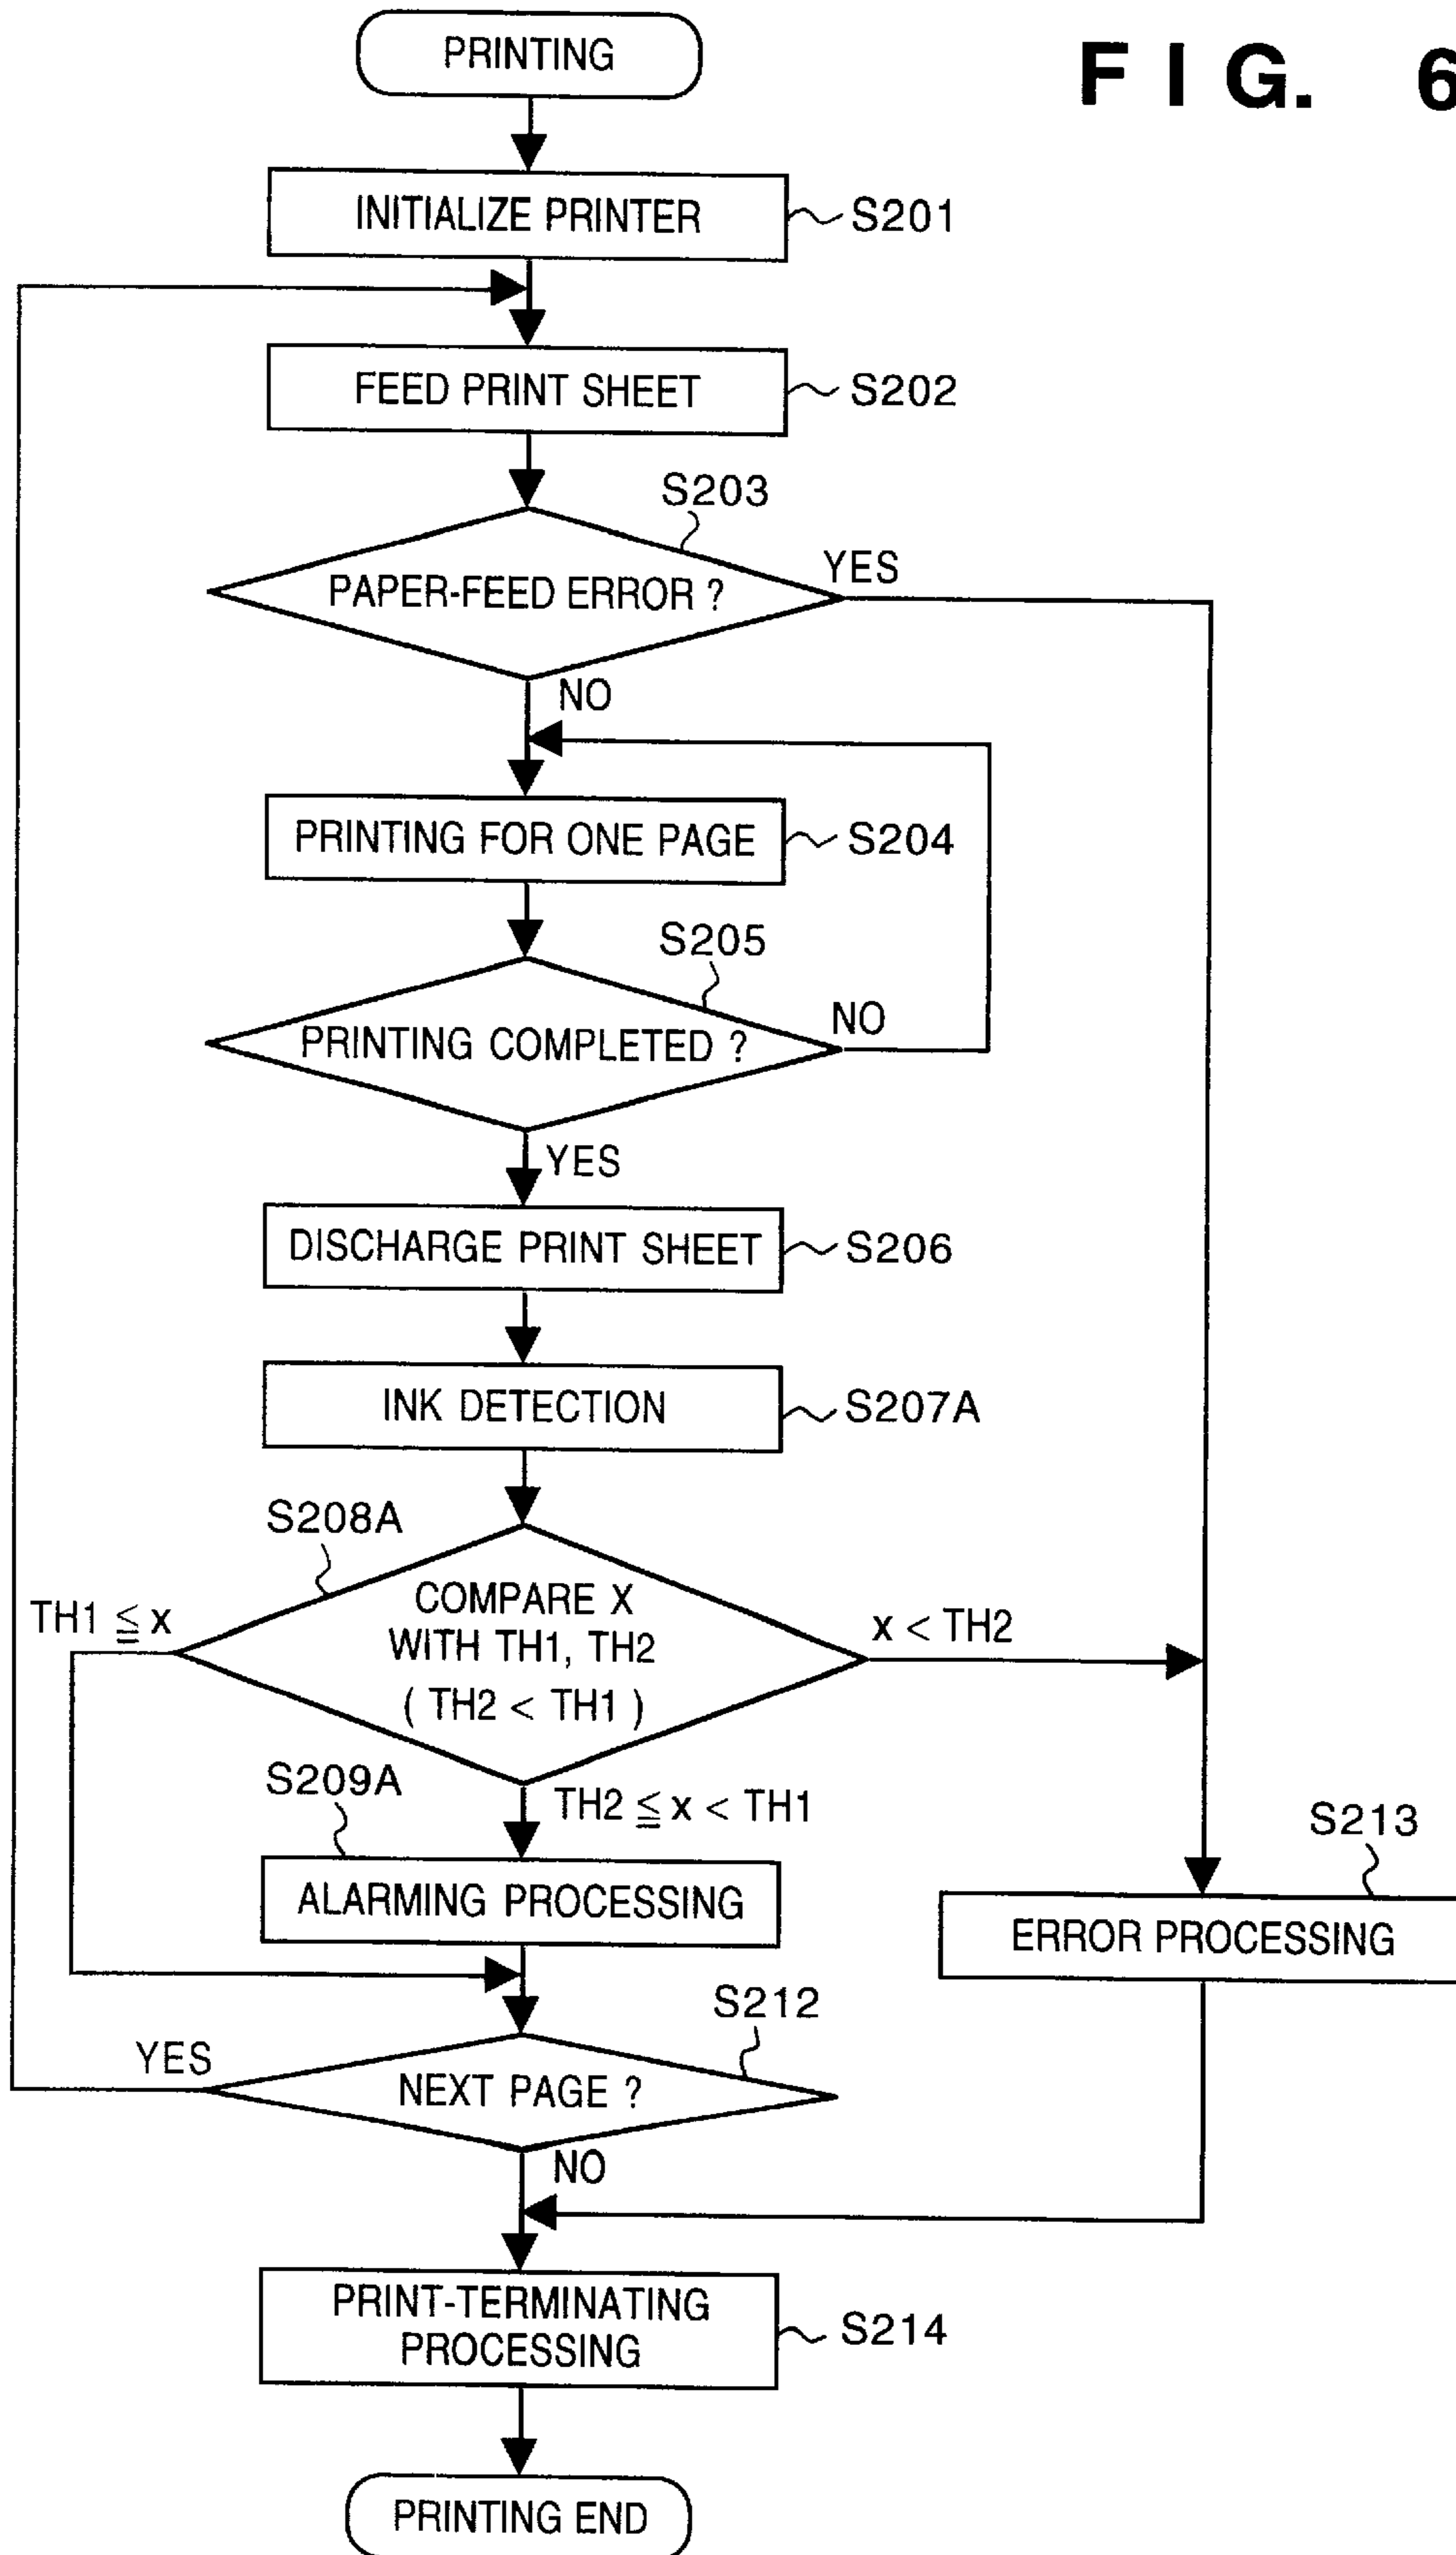 PRINTING
FIG. 6
INITIALIZE PRINTER
S201
FEED PRINT SHEET
S202
S203
PAPER-FEED ERROR ?
YES
NO
PRINTING FOR ONE PAGE
S204
S205
PRINTING COMPLETED ?
NO
YES
DISCHARGE PRINT SHEET
S206
INK DETECTION
S207A
S208A
COMPARE X
WITH TH1, TH2
( TH2 < TH1 )
TH1 ≦ x
x < TH2
TH2 ≦ x < TH1
S209A
ALARMING PROCESSING
S213
ERROR PROCESSING
S212
NEXT PAGE ?
YES
NO
PRINT-TERMINATING
PROCESSING
S214
PRINTING END